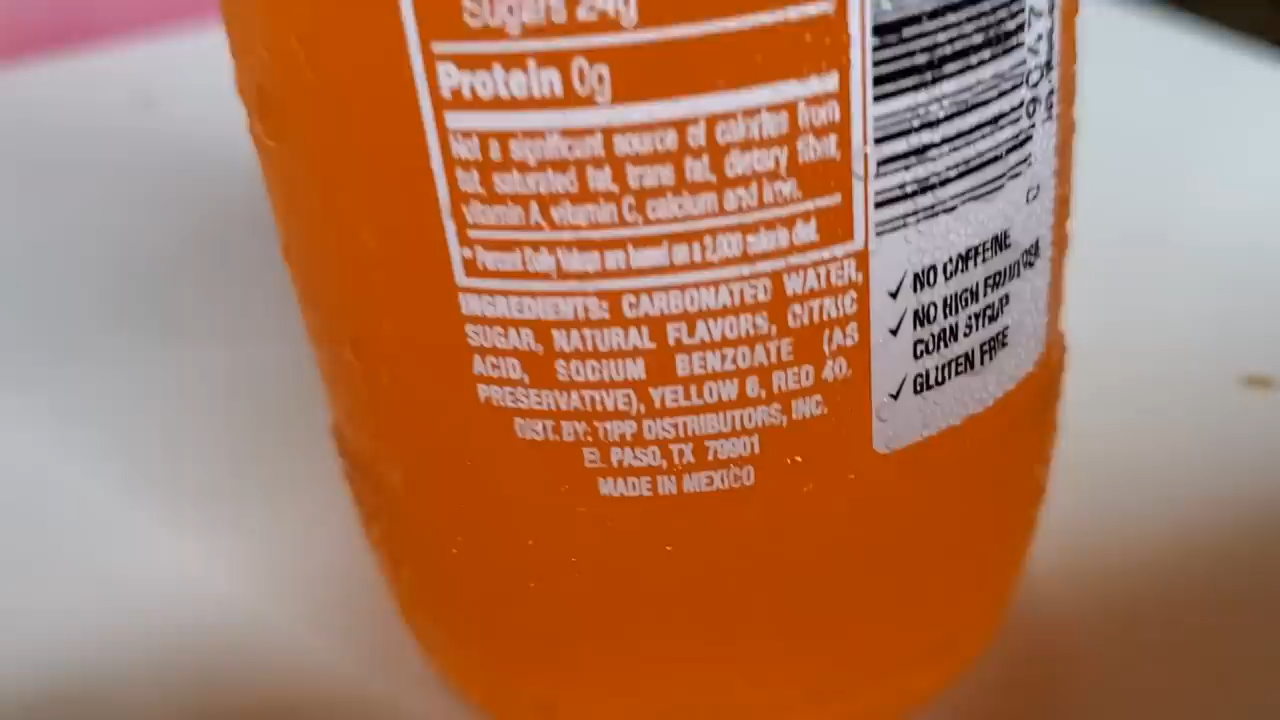 Sugars 24g
Protein 0g
Not a significant source of calories from
fat, saturated fat, trans fat, dietary fiber,
vitamin A, vitamin C, calcium and iron.
* Percent Daily Values are based on a 2,000 calorie diet.
INGREDIENTS: CARBONATED WATER,
SUGAR, NATURAL FLAVORS, CITRIC
ACID, SODIUM BENZOATE (AS
PRESERVATIVE), YELLOW 6, RED 40.
DIST. BY: TIPP DISTRIBUTORS, INC.
EL PASO, TX 79901
MADE IN MEXICO
✓ NO CAFFEINE
✓ NO HIGH FRUCTOSE
CORN SYRUP
✓ GLUTEN FREE